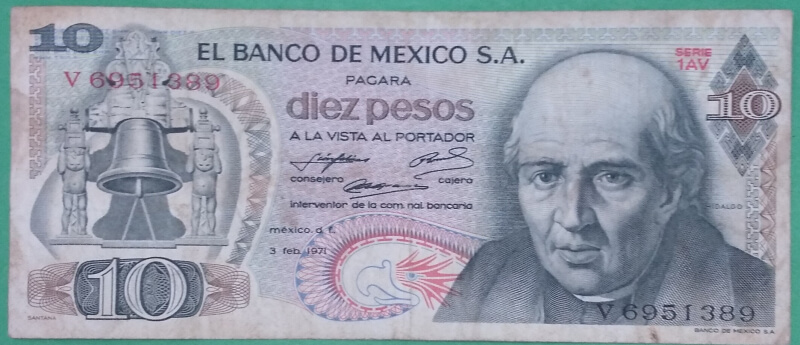 10
EL BANCO DE MEXICO S.A.
SERIE
1AV
V 6951389
PAGARA
10
diez pesos
A LA VISTA AL PORTADOR
consejero cajero
HIDALGO
interventor de la com. nal. bancaria
méxico. d. f.
3 feb. 1971
10
V 6951389
SANTANA
BANCO DE MEXICO S.A.